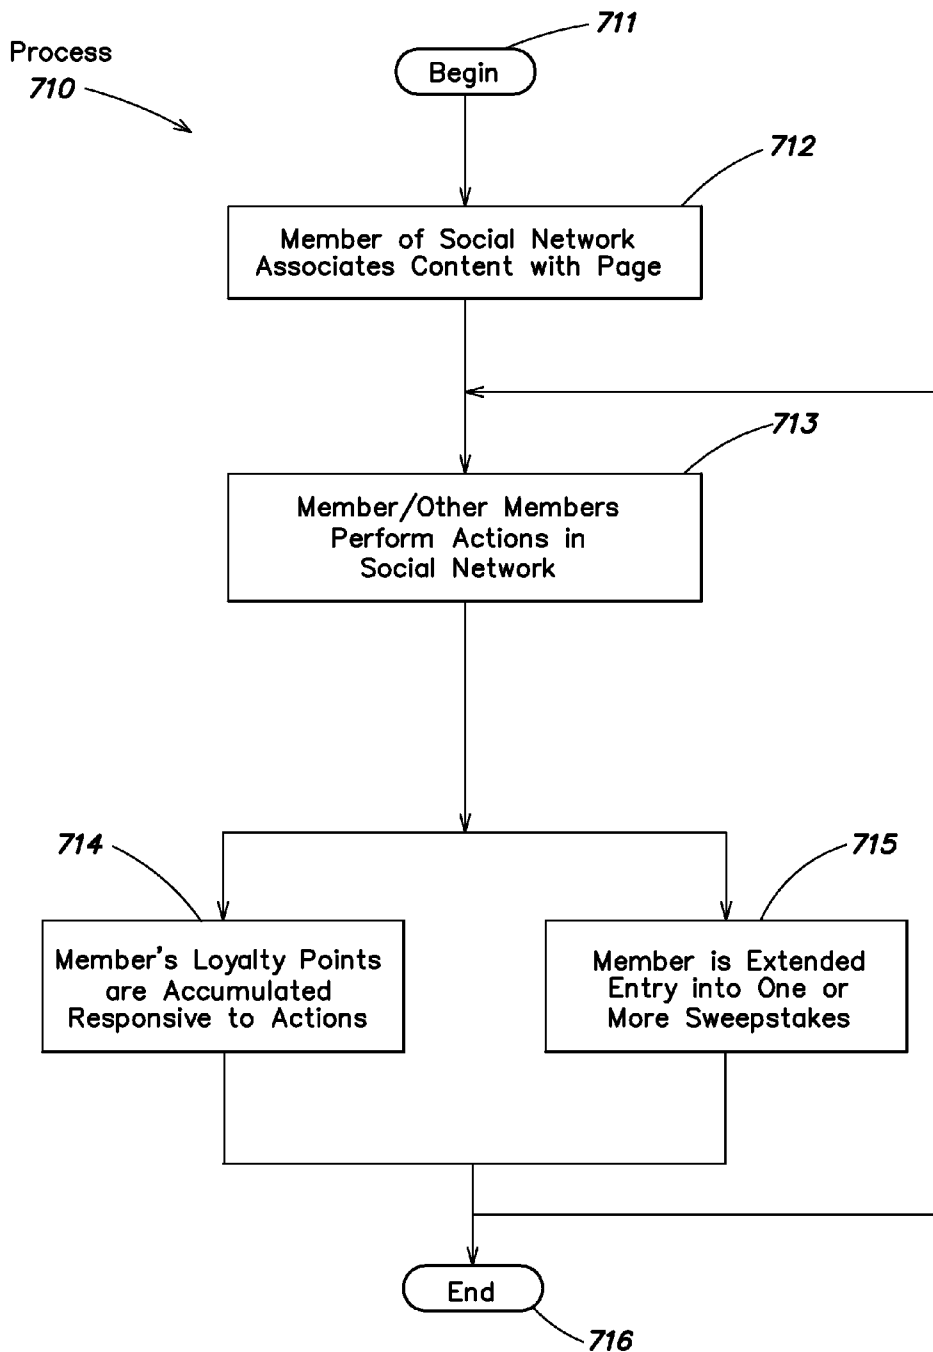 711
Process
710
Begin
712
Member of Social Network
Associates Content with Page
713
Member/Other Members
Perform Actions in
Social Network
714
715
Member's Loyalty Points
are Accumulated
Responsive to Actions
Member is Extended
Entry into One or
More Sweepstakes
End
716